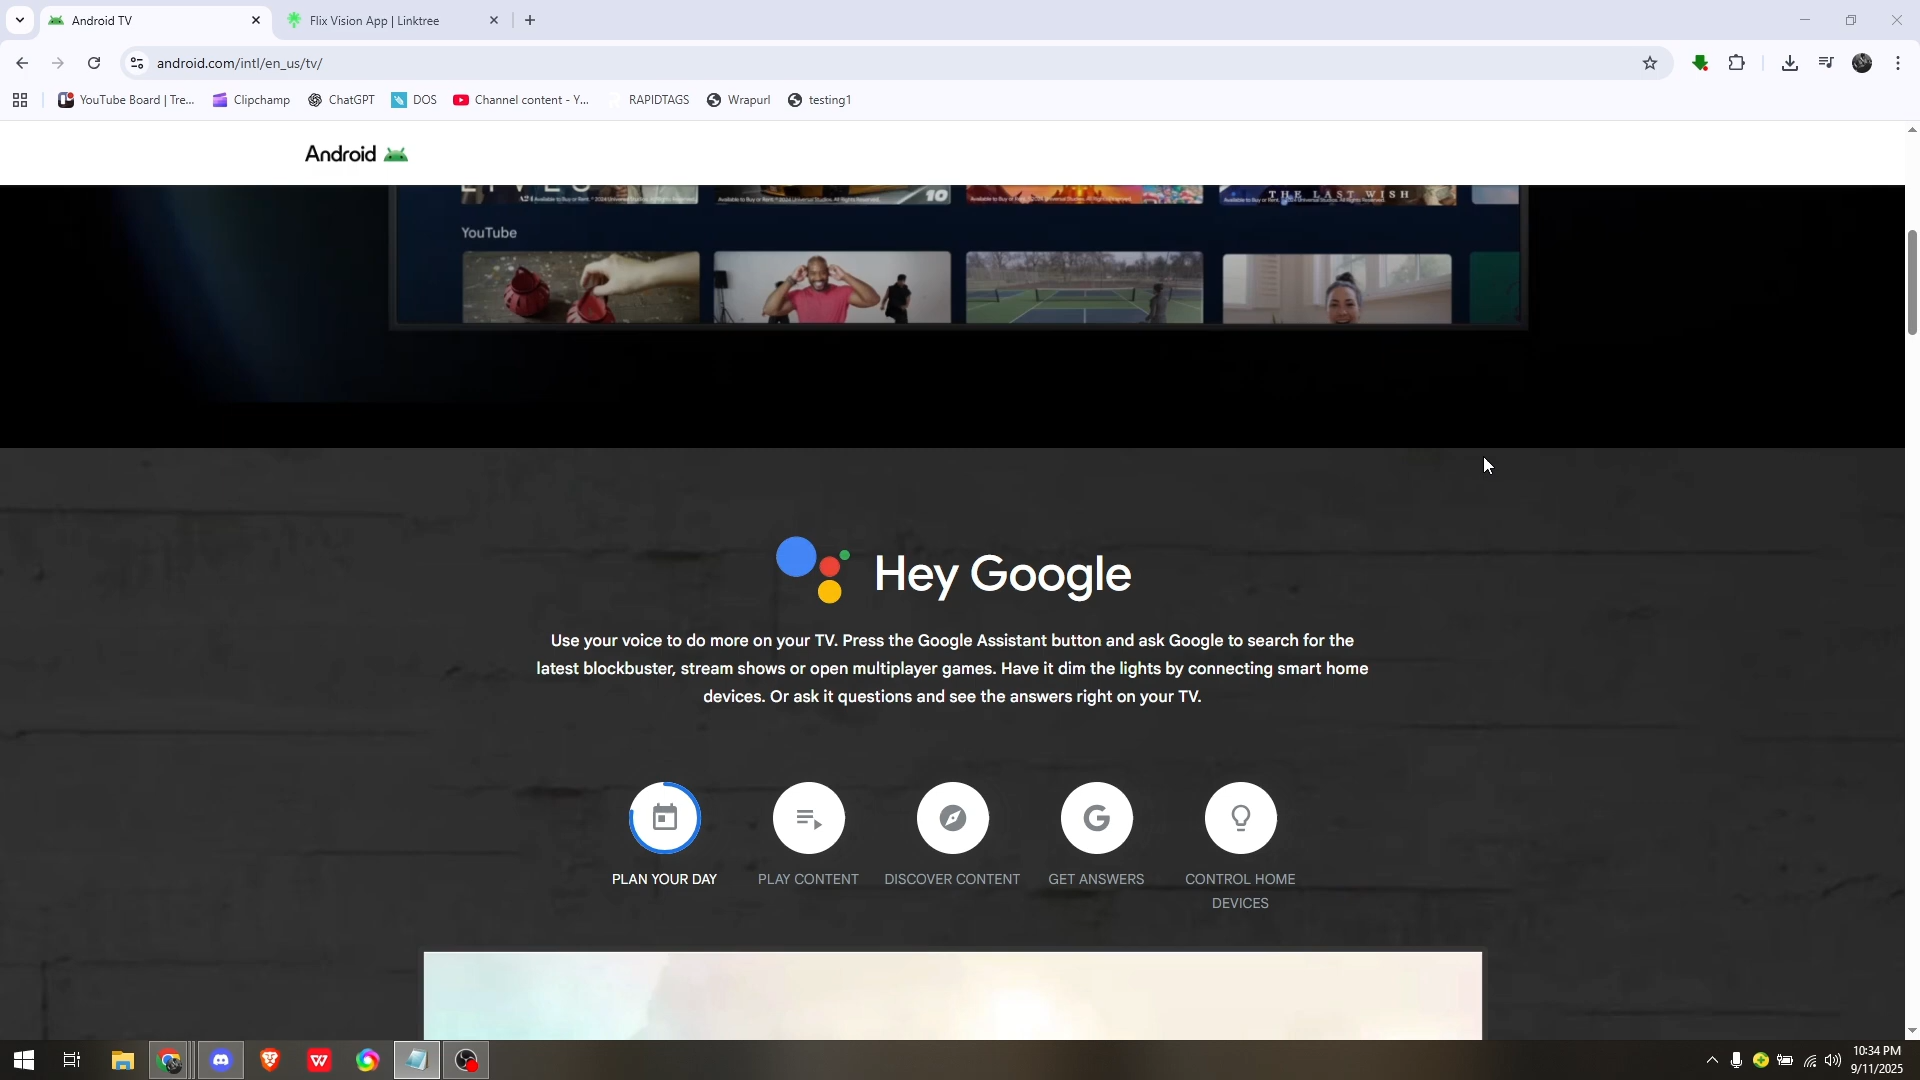 Android TV
Flix Vision App | Linktree
android.com/intl/en_us/tv/
YouTube Board | Tre...
Clipchamp
ChatGPT
DOS
Channel content - Y...
RAPIDTAGS
Wrapurl
testing1
Android
10
THE LAST WISH
YouTube
Hey Google
Use your voice to do more on your TV. Press the Google Assistant button and ask Google to search for the
latest blockbuster, stream shows or open multiplayer games. Have it dim the lights by connecting smart home
devices. Or ask it questions and see the answers right on your TV.
PLAN YOUR DAY
PLAY CONTENT
DISCOVER CONTENT
GET ANSWERS
CONTROL HOME
DEVICES
10:34 PM
9/11/2025